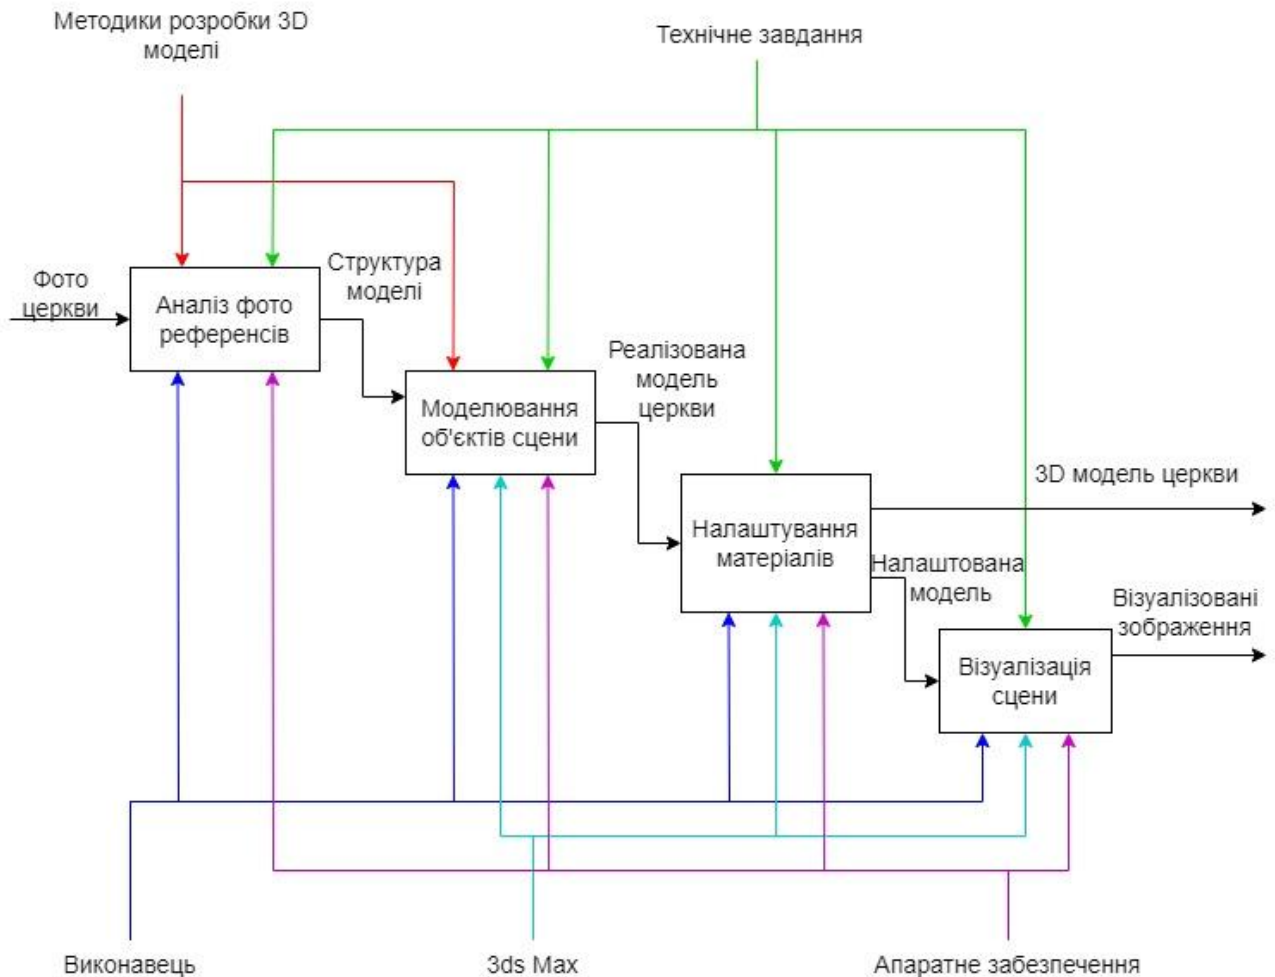 Методики розробки 3D
моделі
Технічне завдання
Фото
церкви
Аналіз фото
референсів
Структура
моделі
Моделювання
об'єктів сцени
Реалізована
модель
церкви
Налаштування
матеріалів
3D модель церкви
Налаштована
модель
Візуалізація
сцени
Візуалізовані
зображення
Виконавець
3ds Max
Апаратне забезпечення